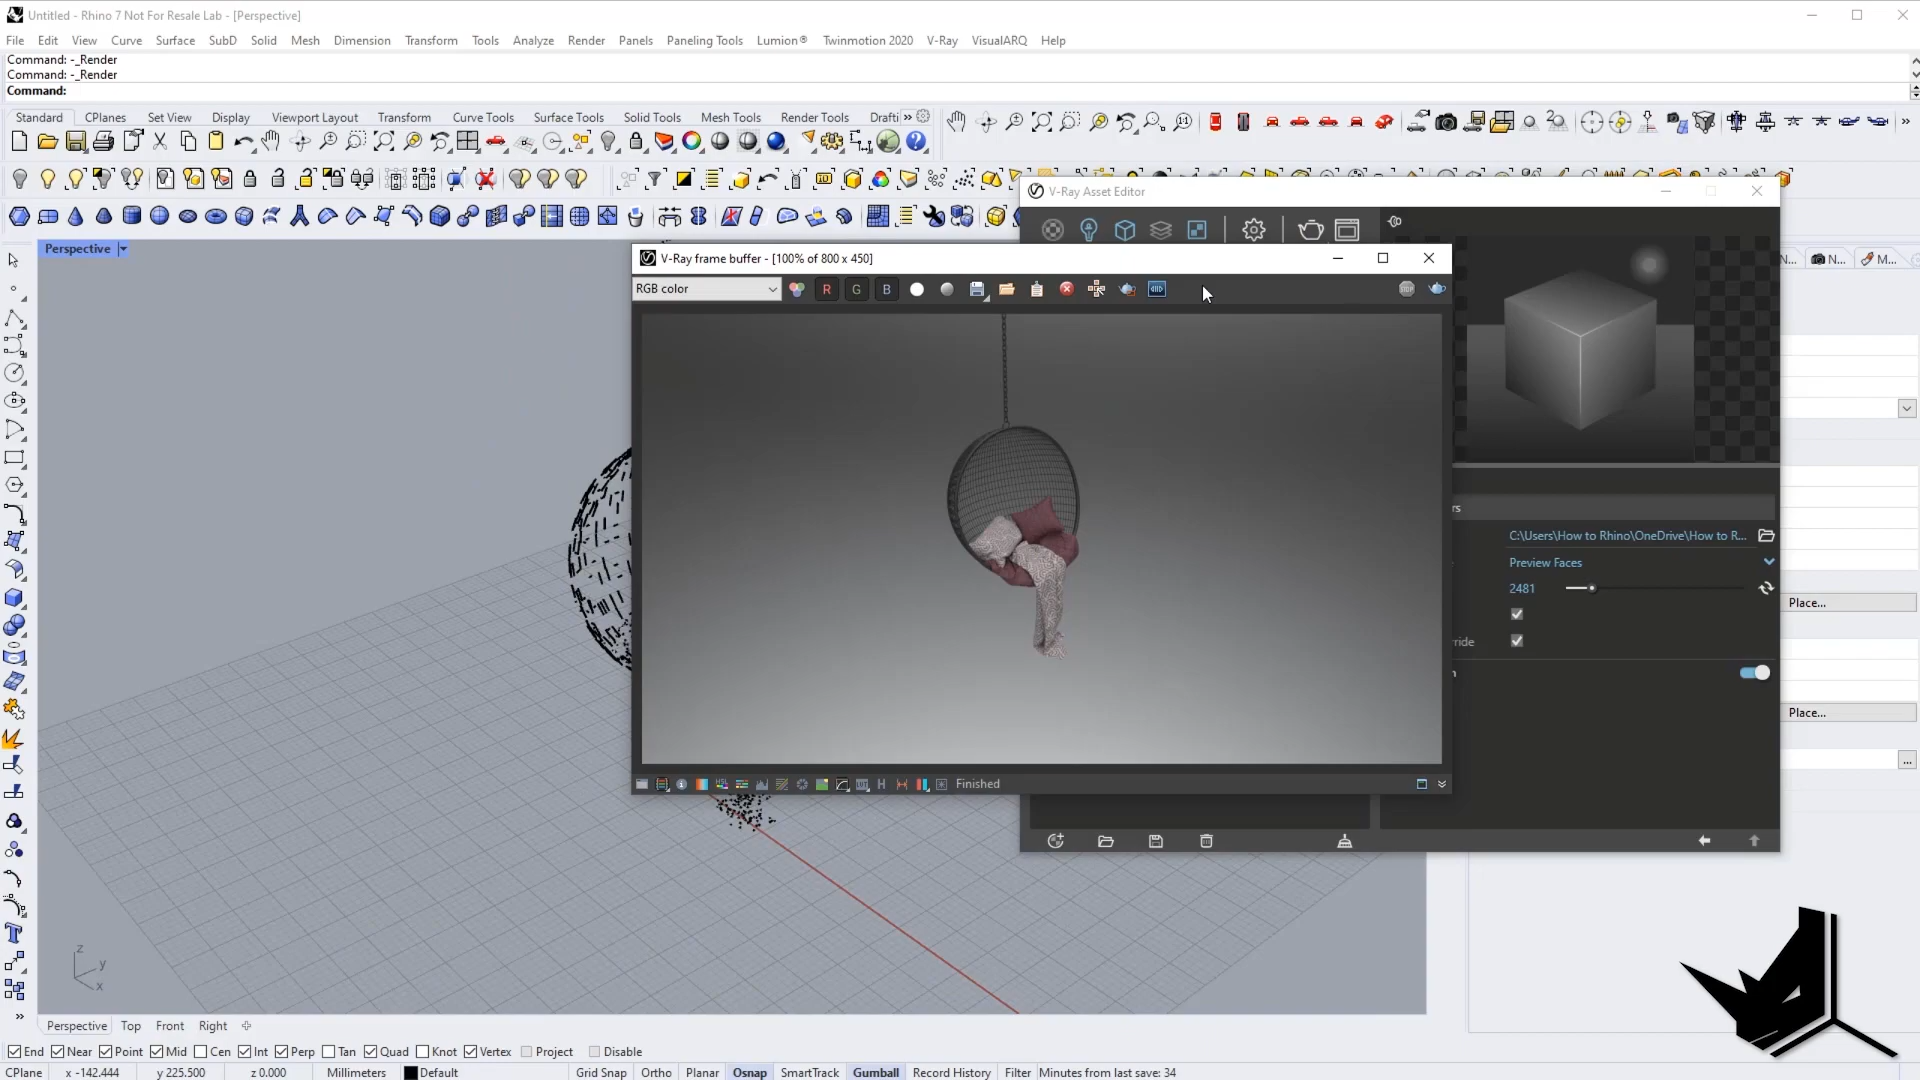 Untitled - Rhino 7 Not For Resale Lab - [Perspective]
File Edit View Curve Surface SubD Solid Mesh Dimension Transform Tools Analyze Render Panels Paneling Tools Lumion® Twinmotion 2020 V-Ray VisualARQ Help
Command: -_Render
Command: -_Render
Command:
Standard CPlanes Set View Display Viewport Layout Transform Curve Tools Surface Tools Solid Tools Mesh Tools Render Tools Drafti »
V-Ray Asset Editor
Perspective
V-Ray frame buffer - [100% of 800 x 450]
N... N... M...
RGB color R G B
STOP
rs
C:\Users\How to Rhino\OneDrive\How to R...
Preview Faces
2481
Place...
ride
n
Place...
...
HSL H Finished
z
y
x
Perspective Top Front Right
End Near Point Mid Cen Int Perp Tan Quad Knot Vertex Project Disable
CPlane x -142.444 y 225.500 z 0.000 Millimeters Default Grid Snap Ortho Planar Osnap SmartTrack Gumball Record History Filter Minutes from last save: 34